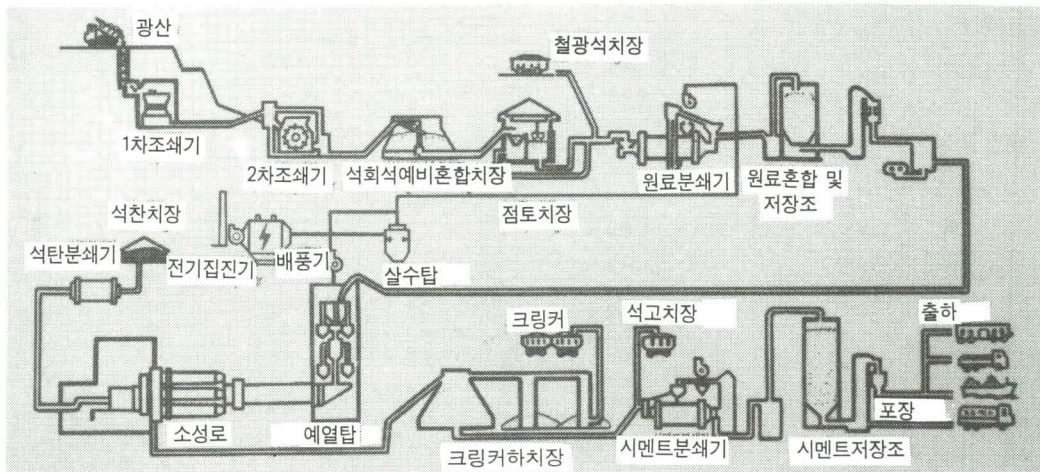 광산
철광석치장
1차조쇄기
2차조쇄기
석회석예비혼합치장
원료분쇄기
원료혼합 및
저장조
점토치장
석찬치장
석탄분쇄기
전기집진기
배풍기
살수탑
크링커
석고치장
출하
소성로
예열탑
크링커하치장
시멘트분쇄기
시멘트저장조
포장